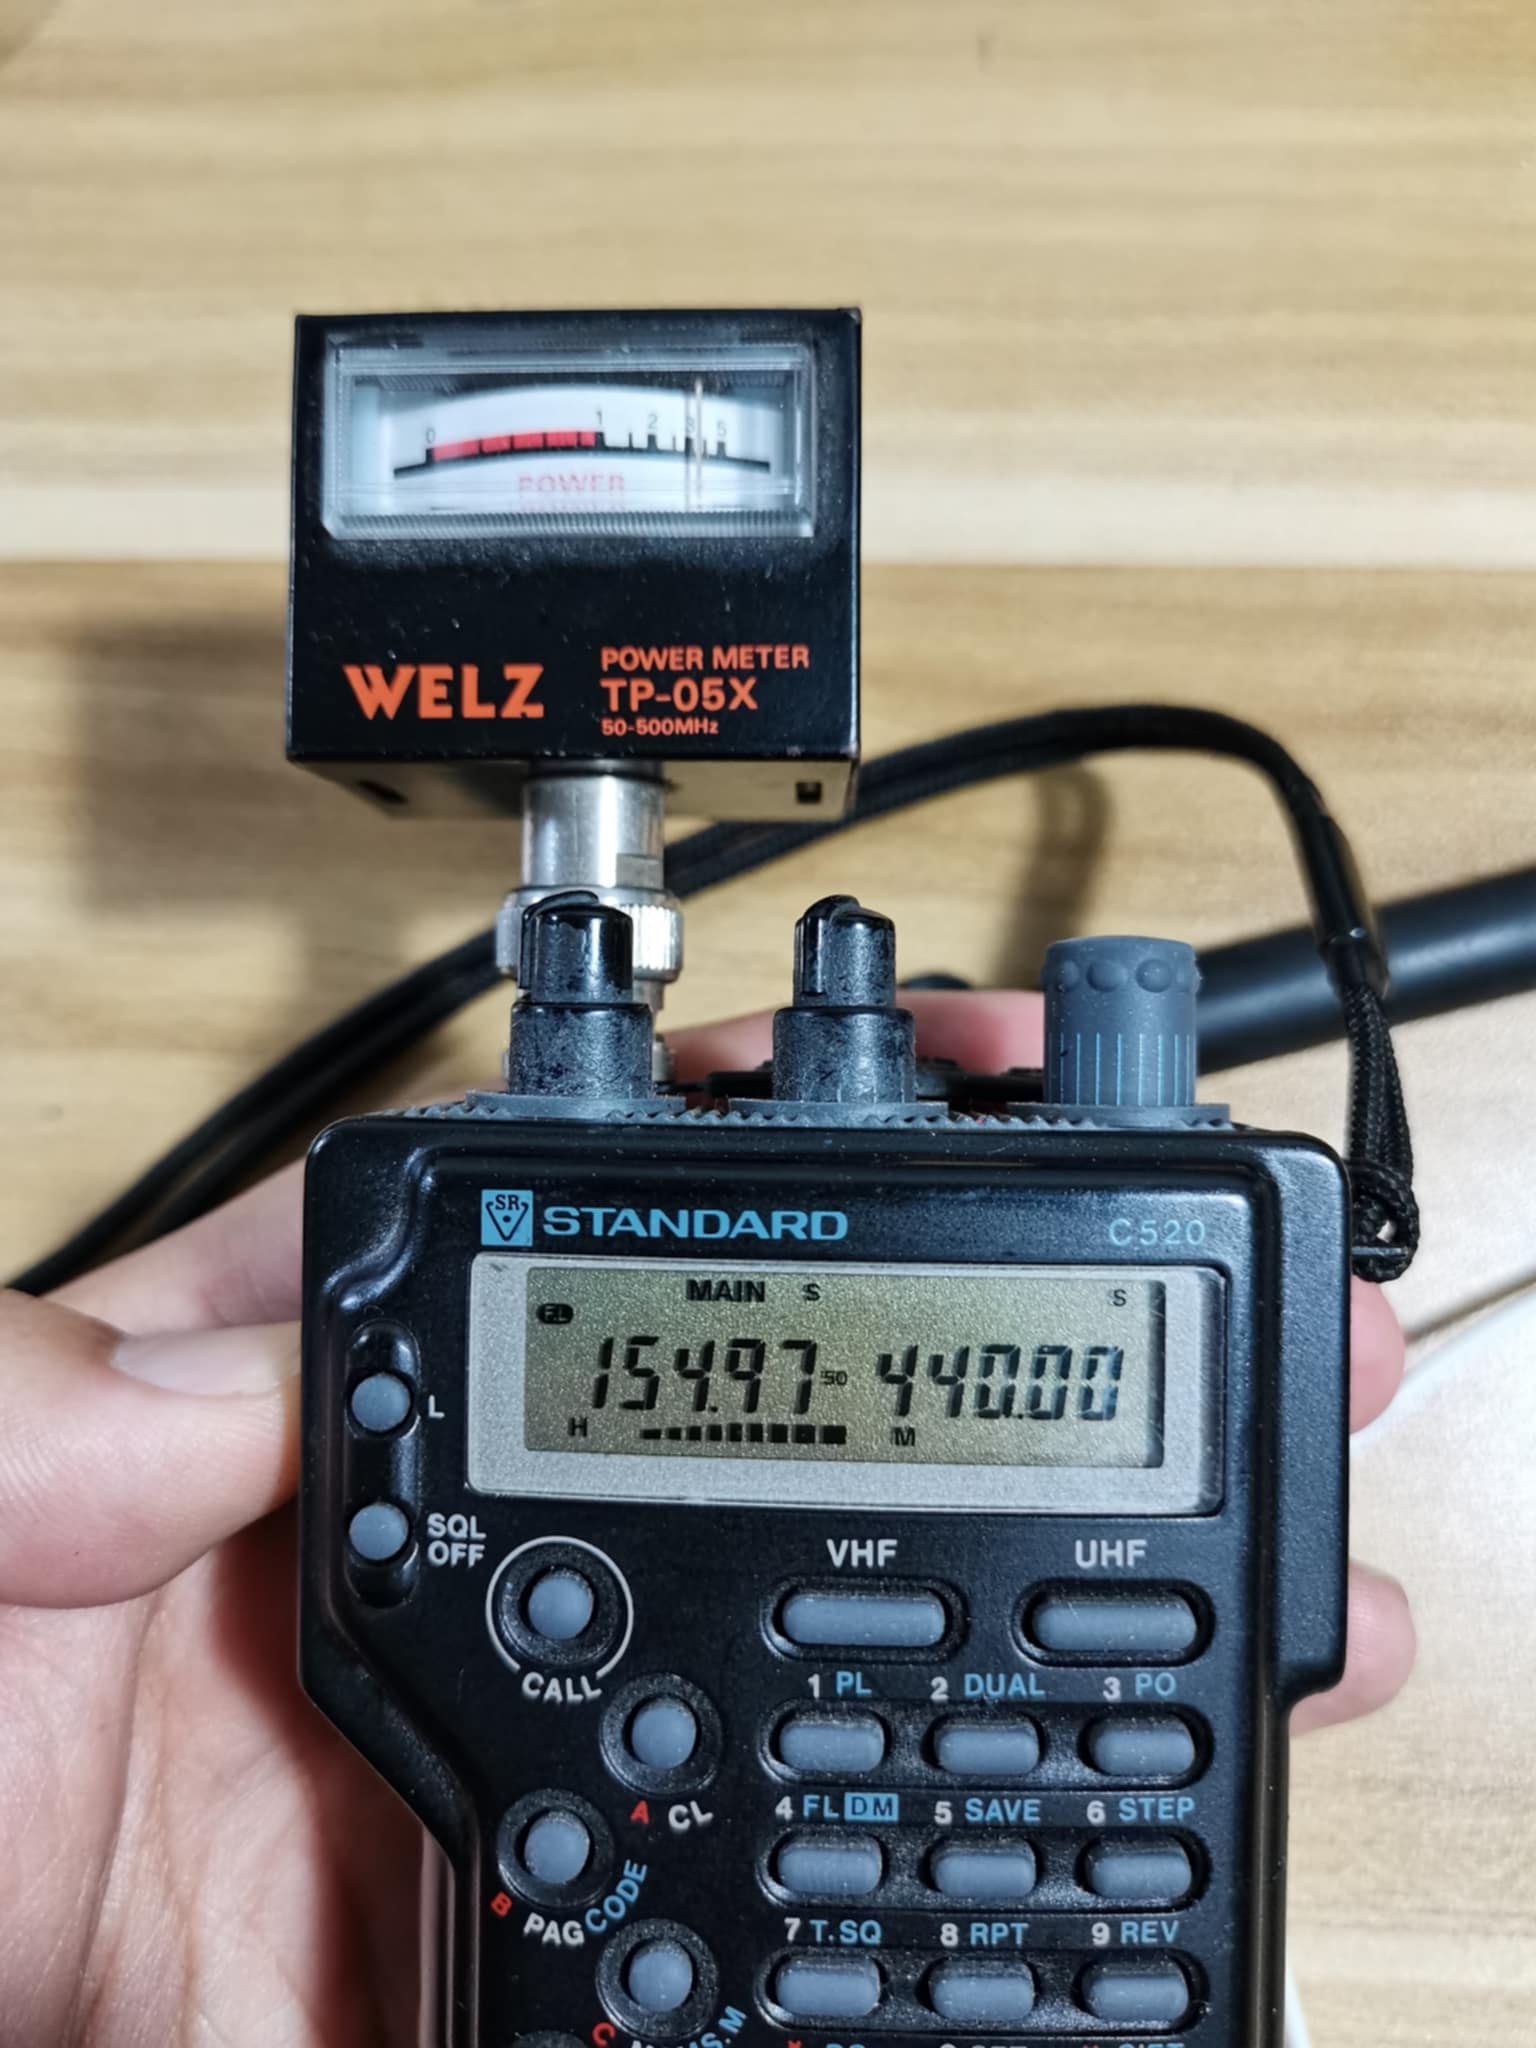 0 1 2 3 5
POWER
WELZ
POWER METER
TP-05X
50-500MHz
SR STANDARD C520
MAIN S S
F.L
154.97 50 440.00
H M
L
SQL
OFF
VHF UHF
CALL
1 PL 2 DUAL 3 PO
A CL
4 FL DM 5 SAVE 6 STEP
B PAG CODE
7 T.SQ 8 RPT 9 REV
C